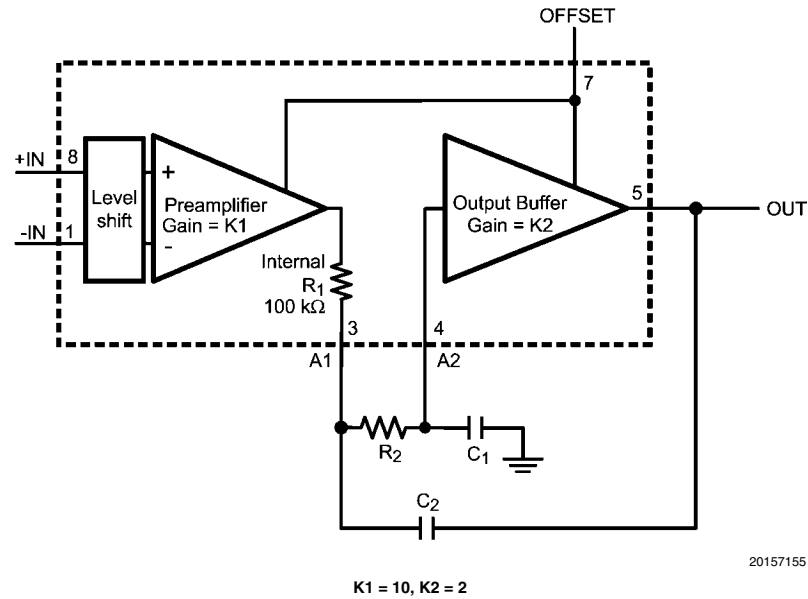 OFFSET
7
+IN 8
Level
shift
+
Preamplifier
Gain = K1
-
-IN 1
Output Buffer
Gain = K2
5
OUT
Internal
R1
100 kΩ
3
4
A1
A2
R2
C1
C2
20157155
K1 = 10, K2 = 2